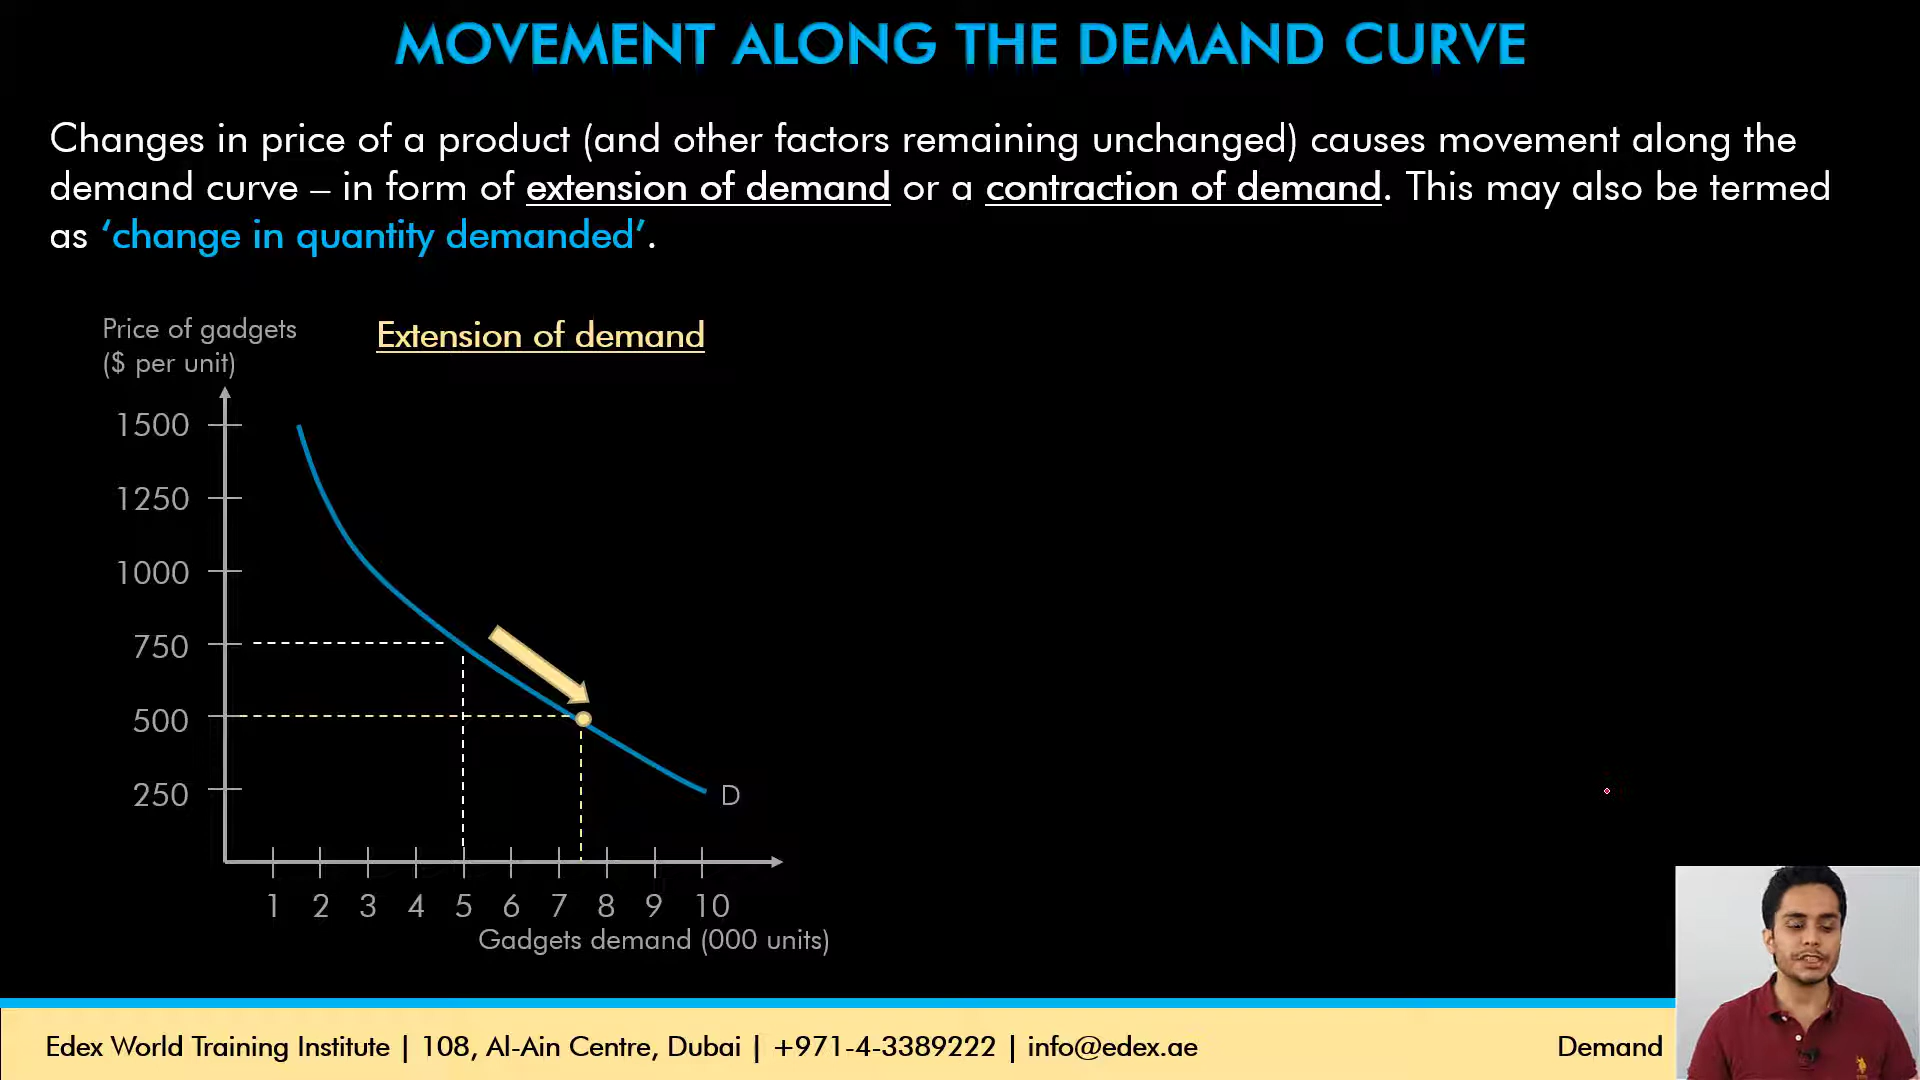 MOVEMENT ALONG THE DEMAND CURVE
Changes in price of a product (and other factors remaining unchanged) causes movement along the
demand curve – in form of extension of demand or a contraction of demand. This may also be termed
as ‘change in quantity demanded’.
Price of gadgets
($ per unit)
Extension of demand
1500
1250
1000
750
500
250
D
1 2 3 4 5 6 7 8 9 10
Gadgets demand (000 units)
Edex World Training Institute | 108, Al-Ain Centre, Dubai | +971-4-3389222 | info@edex.ae
Demand